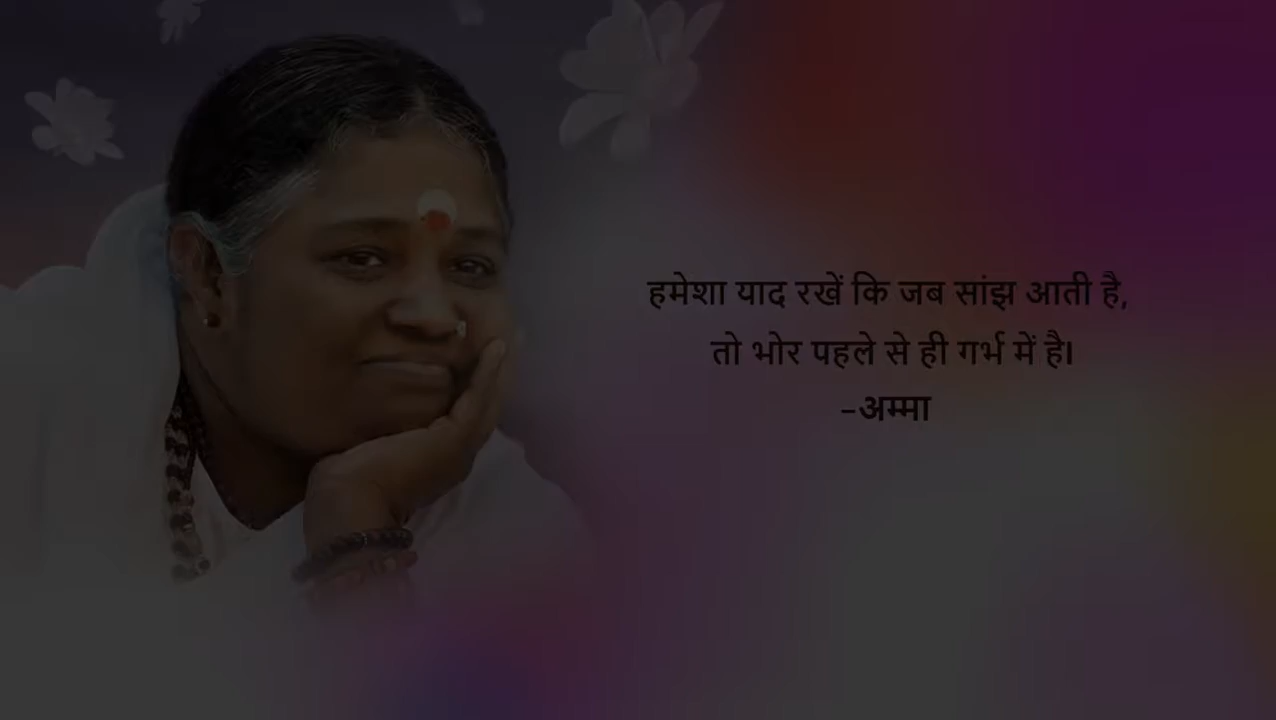 हमेशा याद रखें कि जब सांझ आती है,
तो भोर पहले से ही गर्भ में है।
-अम्मा